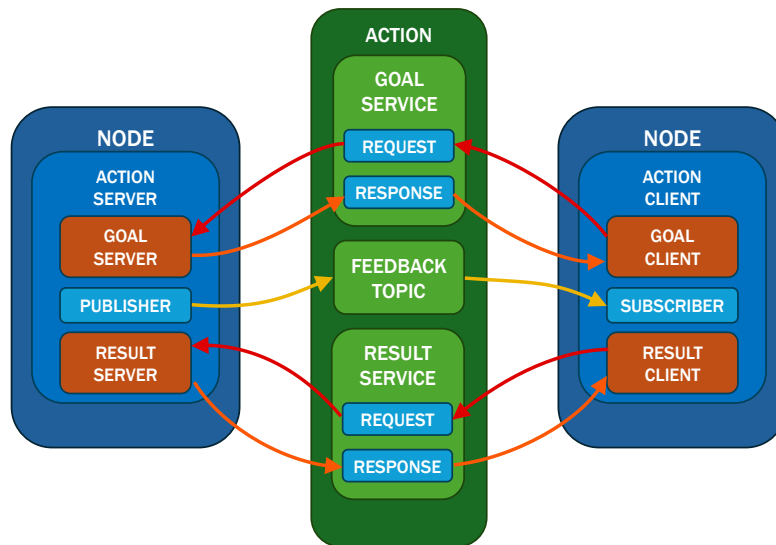 NODE
ACTION
SERVER
GOAL
SERVER
PUBLISHER
RESULT
SERVER
ACTION
GOAL
SERVICE
REQUEST
RESPONSE
FEEDBACK
TOPIC
RESULT
SERVICE
REQUEST
RESPONSE
NODE
ACTION
CLIENT
GOAL
CLIENT
SUBSCRIBER
RESULT
CLIENT